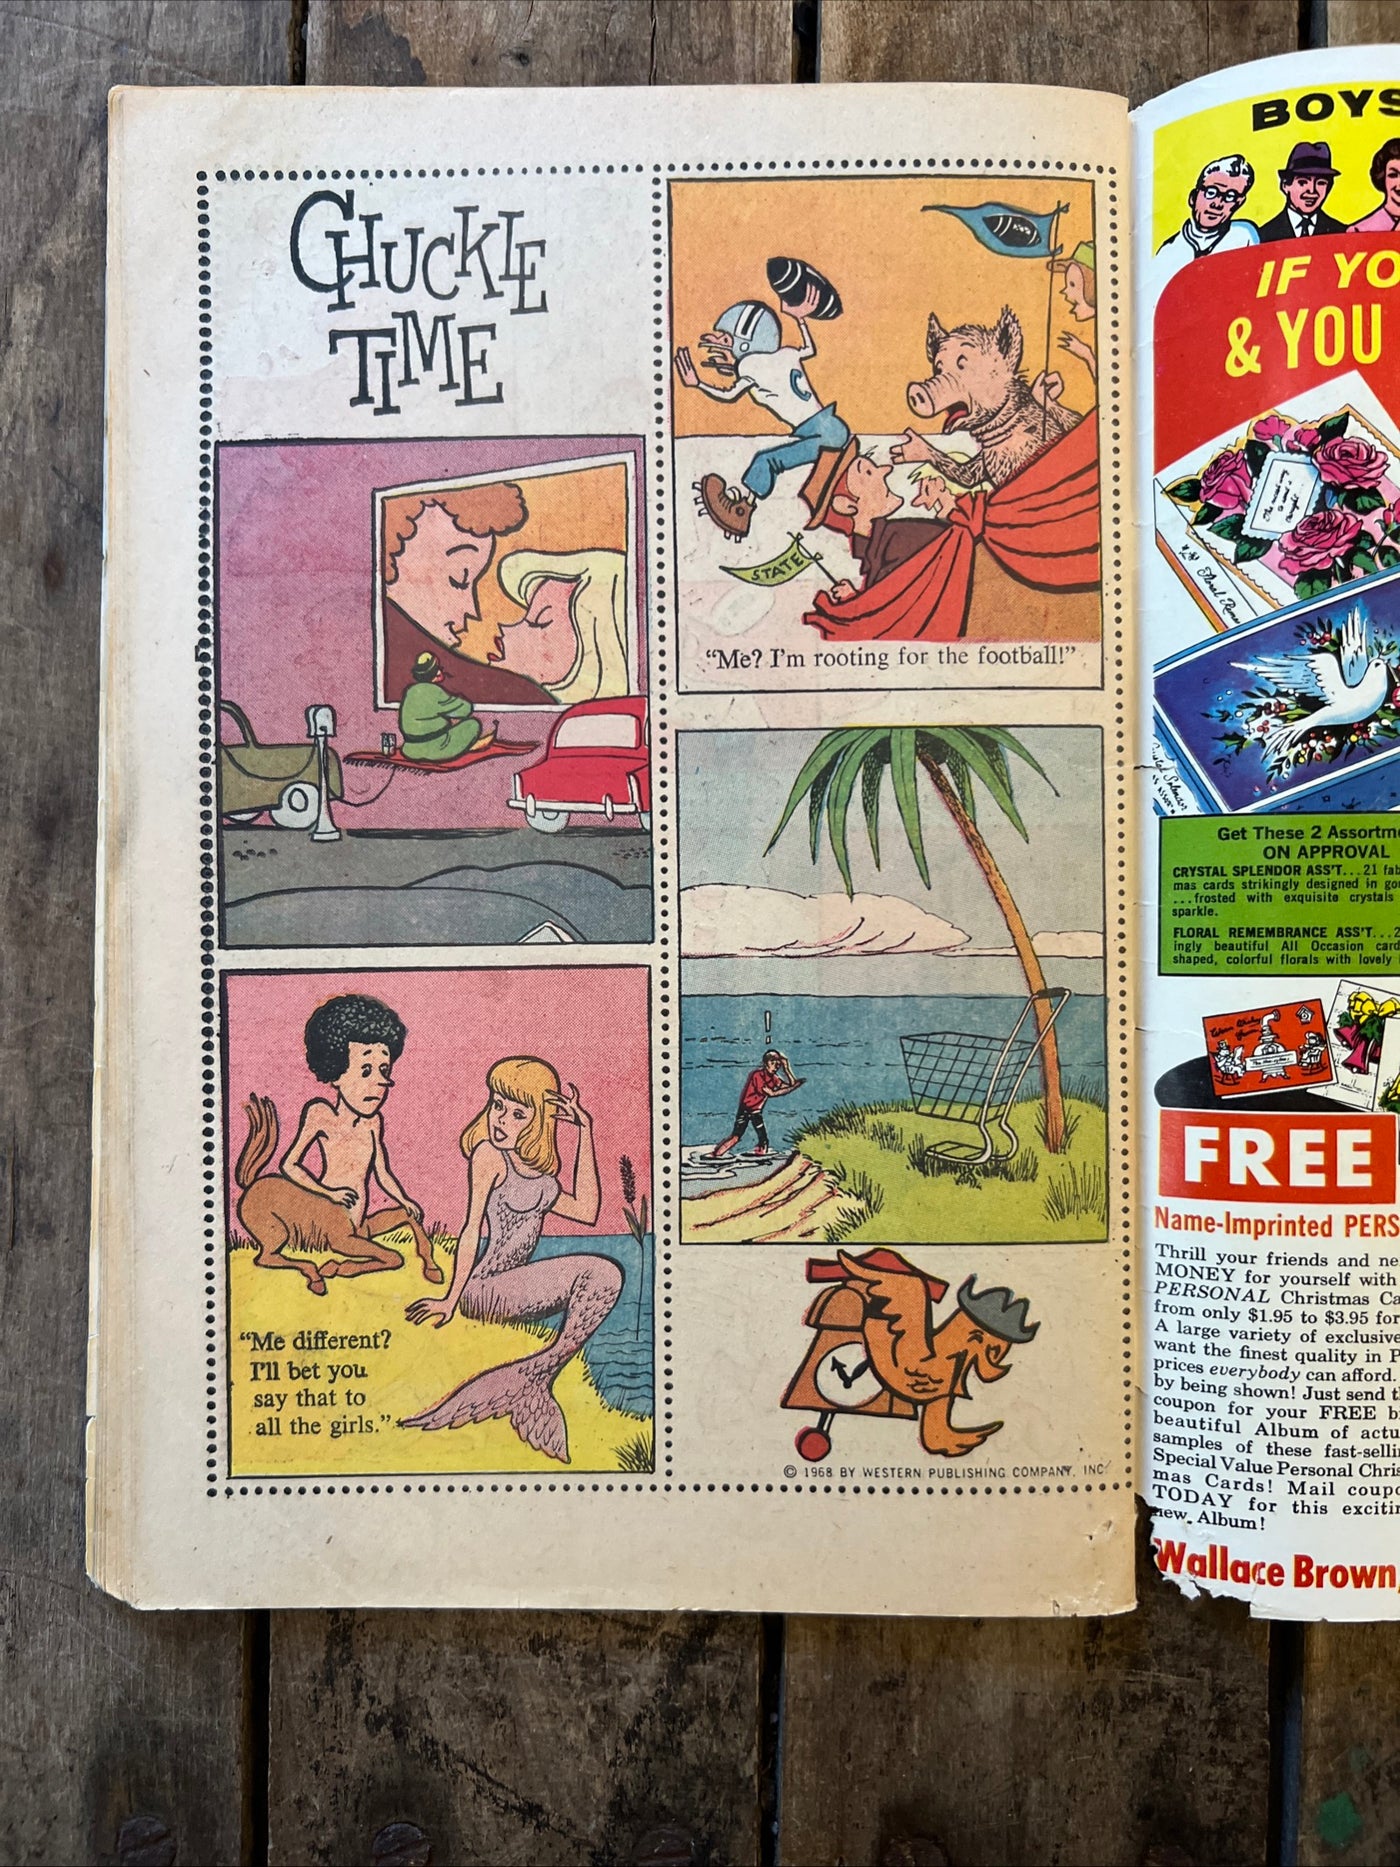 CHUCKLE
TIME
STATE
"Me? I'm rooting for the football!"
"Me different?
I'll bet you
say that to
all the girls."
© 1968 BY WESTERN PUBLISHING COMPANY, INC.
BOYS
IF YO
& YOU
Get These 2 Assortme
ON APPROVAL
CRYSTAL SPLENDOR ASS'T...21 fab
mas cards strikingly designed in go
...frosted with exquisite crystals
sparkle.
FLORAL REMEMBRANCE ASS'T...2
ingly beautiful All Occasion card
shaped, colorful florals with lovely
FREE
Name-Imprinted PERS
Thrill your friends and ne
MONEY for yourself with
PERSONAL Christmas Ca
from only $1.95 to $3.95 for
A large variety of exclusive
want the finest quality in P
prices everybody can afford.
by being shown! Just send t
coupon for your FREE b
beautiful Album of actu
samples of these fast-selli
Special Value Personal Chris
mas Cards! Mail coupo
TODAY for this excitin
new Album!
Wallace Brown,